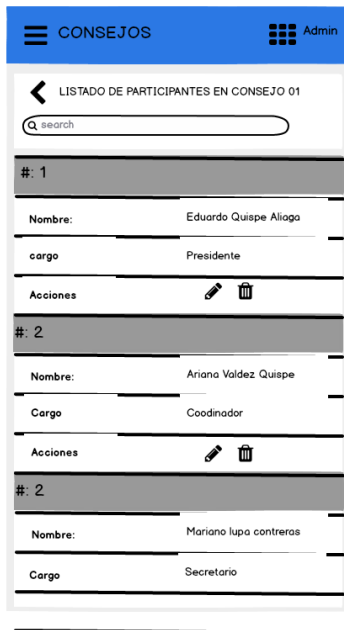 CONSEJOS
Admin
LISTADO DE PARTICIPANTES EN CONSEJO 01
search
#: 1
Nombre: Eduardo Quispe Aliaga
cargo Presidente
Acciones
#: 2
Nombre: Ariana Valdez Quispe
Cargo Coodinador
Acciones
#: 2
Nombre: Mariano lupa contreras
Cargo Secretario